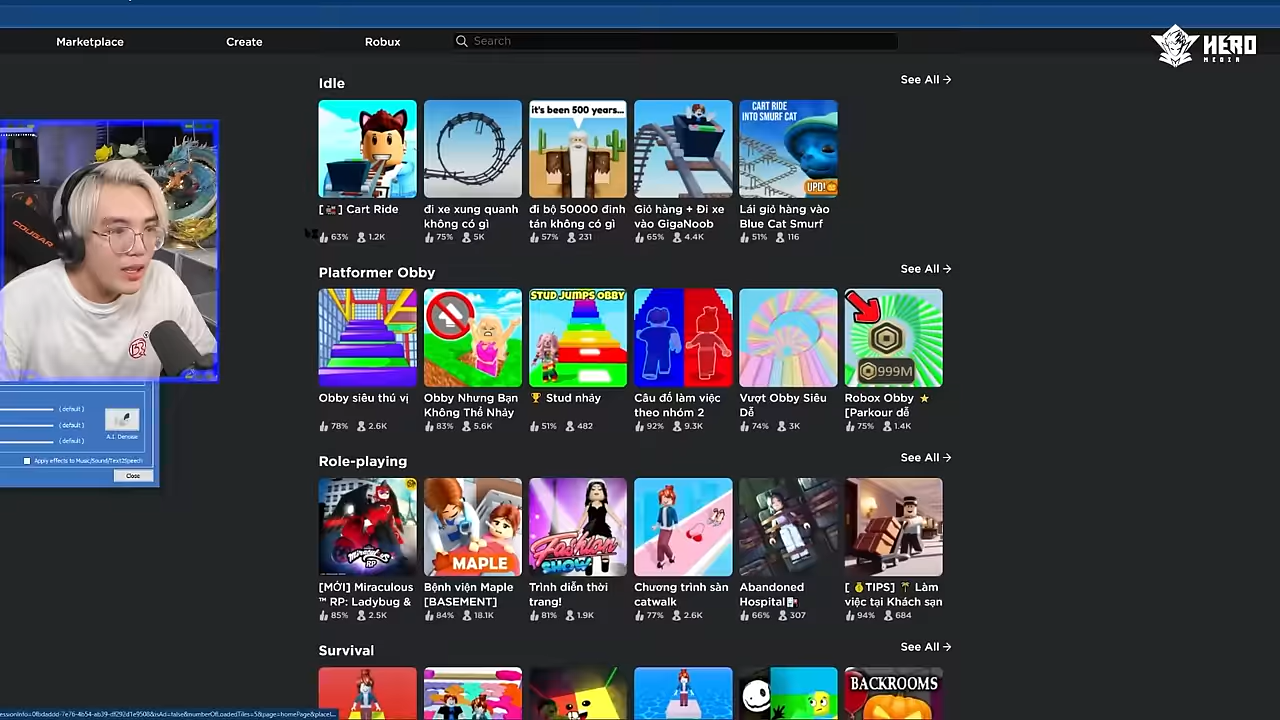 Marketplace
Create
Robux
Search
HERO
MEDIA
Idle
See All →
it's been 500 years...
CART RIDE
INTO SMURF CAT
UPD!
[🎃] Cart Ride
63% 1.2K
đi xe xung quanh
không có gì
75% 5K
đi bộ 50000 đinh
tán không có gì
57% 231
Giỏ hàng + Đi xe
vào GigaNoob
65% 4.4K
Lái giỏ hàng vào
Blue Cat Smurf
51% 116
COUGAR
Platformer Obby
See All →
STUD JUMPS OBBY
999M
Obby siêu thú vị
78% 2.6K
Obby Nhưng Bạn
Không Thể Nhảy
83% 5.6K
🏆 Stud nhảy
51% 482
Câu đố làm việc
theo nhóm 2
92% 9.3K
Vượt Obby Siêu
Dễ
74% 3K
Robox Obby ⭐
[Parkour dễ
75% 1.4K
(default)
(default)
(default)
A.I. Denoise
Apply effects to Music/Sound/Text2Speech
Close
Role-playing
See All →
Miraculous
RP
MAPLE
Fashion
SHOW
[MỚI] Miraculous
™ RP: Ladybug &
85% 2.5K
Bệnh viện Maple
[BASEMENT]
84% 18.1K
Trình diễn thời
trang!
81% 1.9K
Chương trình sàn
catwalk
77% 2.6K
Abandoned
Hospital
66% 307
[💰TIPS] 🌴 Làm
việc tại Khách sạn
94% 684
Survival
See All →
BACKROOMS